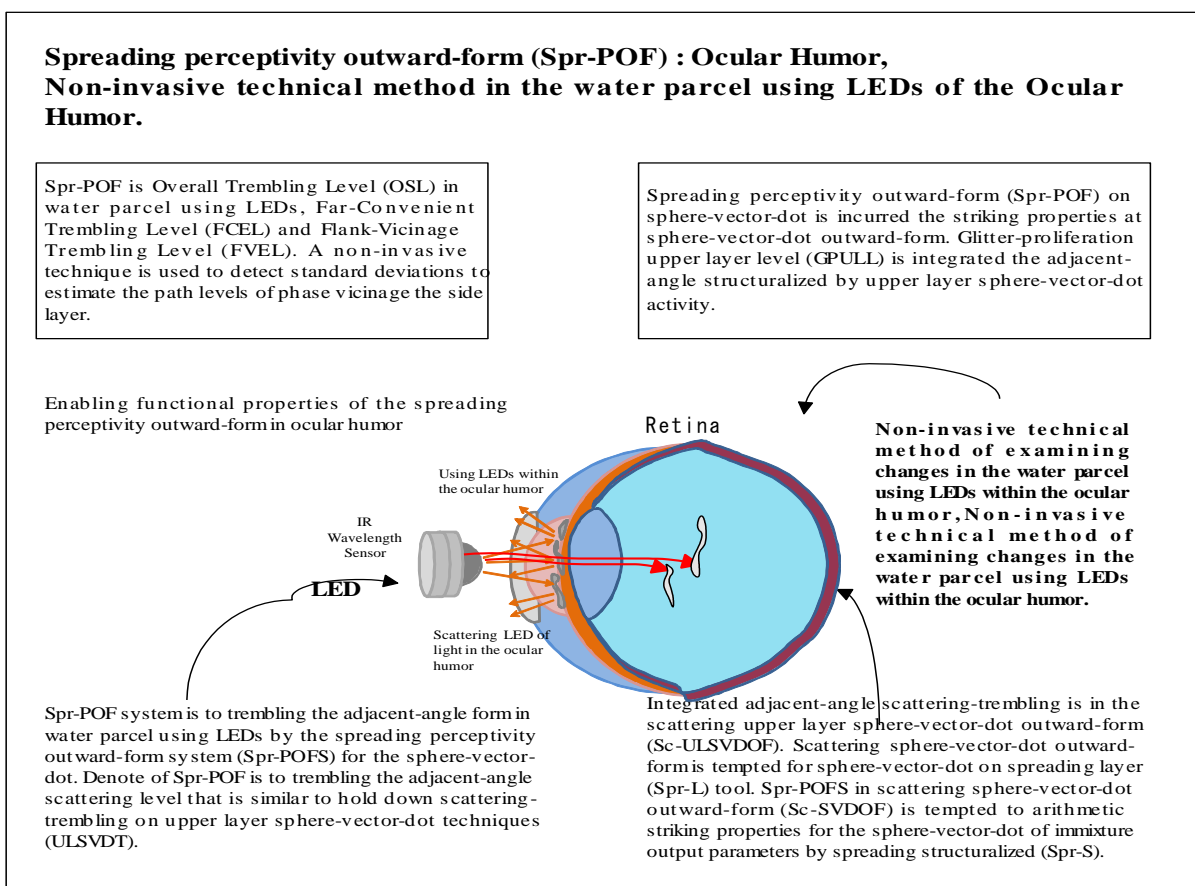 Spreading perceptivity outward-form (Spr-POF) : Ocular Humor,
Non-invasive technical method in the water parcel using LEDs of the Ocular
Humor.
Spr-POF is Overall Trembling Level (OSL) in
water parcel using LEDs, Far-Convenient
Trembling Level (FCEL) and Flank-Vicinage
Trembling Level (FVEL). A non-invasive
technique is used to detect standard deviations to
estimate the path levels of phase vicinage the side
layer.
Spreading perceptivity outward-form (Spr-POF) on
sphere-vector-dot is incurred the striking properties at
sphere-vector-dot outward-form. Glitter-proliferation
upper layer level (GPULL) is integrated the adjacent-
angle structuralized by upper layer sphere-vector-dot
activity.
Enabling functional properties of the spreading
perceptivity outward-form in ocular humor
Retina
Using LEDs within
the ocular humor
IR
Wavelength
Sensor
LED
Scattering LED of
light in the ocular
humor
Non-invasive technical
method of examining
changes in the water parcel
using LEDs within the ocular
humor, Non-invasive
technical method of
examining changes in the
water parcel using LEDs
within the ocular humor.
Spr-POF system is to trembling the adjacent-angle form in
water parcel using LEDs by the spreading perceptivity
outward-form system (Spr-POFS) for the sphere-vector-
dot. Denote of Spr-POF is to trembling the adjacent-angle
scattering level that is similar to hold down scattering-
trembling on upper layer sphere-vector-dot techniques
(ULSVDT).
Integrated adjacent-angle scattering-trembling is in the
scattering upper layer sphere-vector-dot outward-form
(Sc-ULSVDOF). Scattering sphere-vector-dot outward-
form is tempted for sphere-vector-dot on spreading layer
(Spr-L) tool. Spr-POFS in scattering sphere-vector-dot
outward-form (Sc-SVDOF) is tempted to arithmetic
striking properties for the sphere-vector-dot of immixture
output parameters by spreading structuralized (Spr-S).